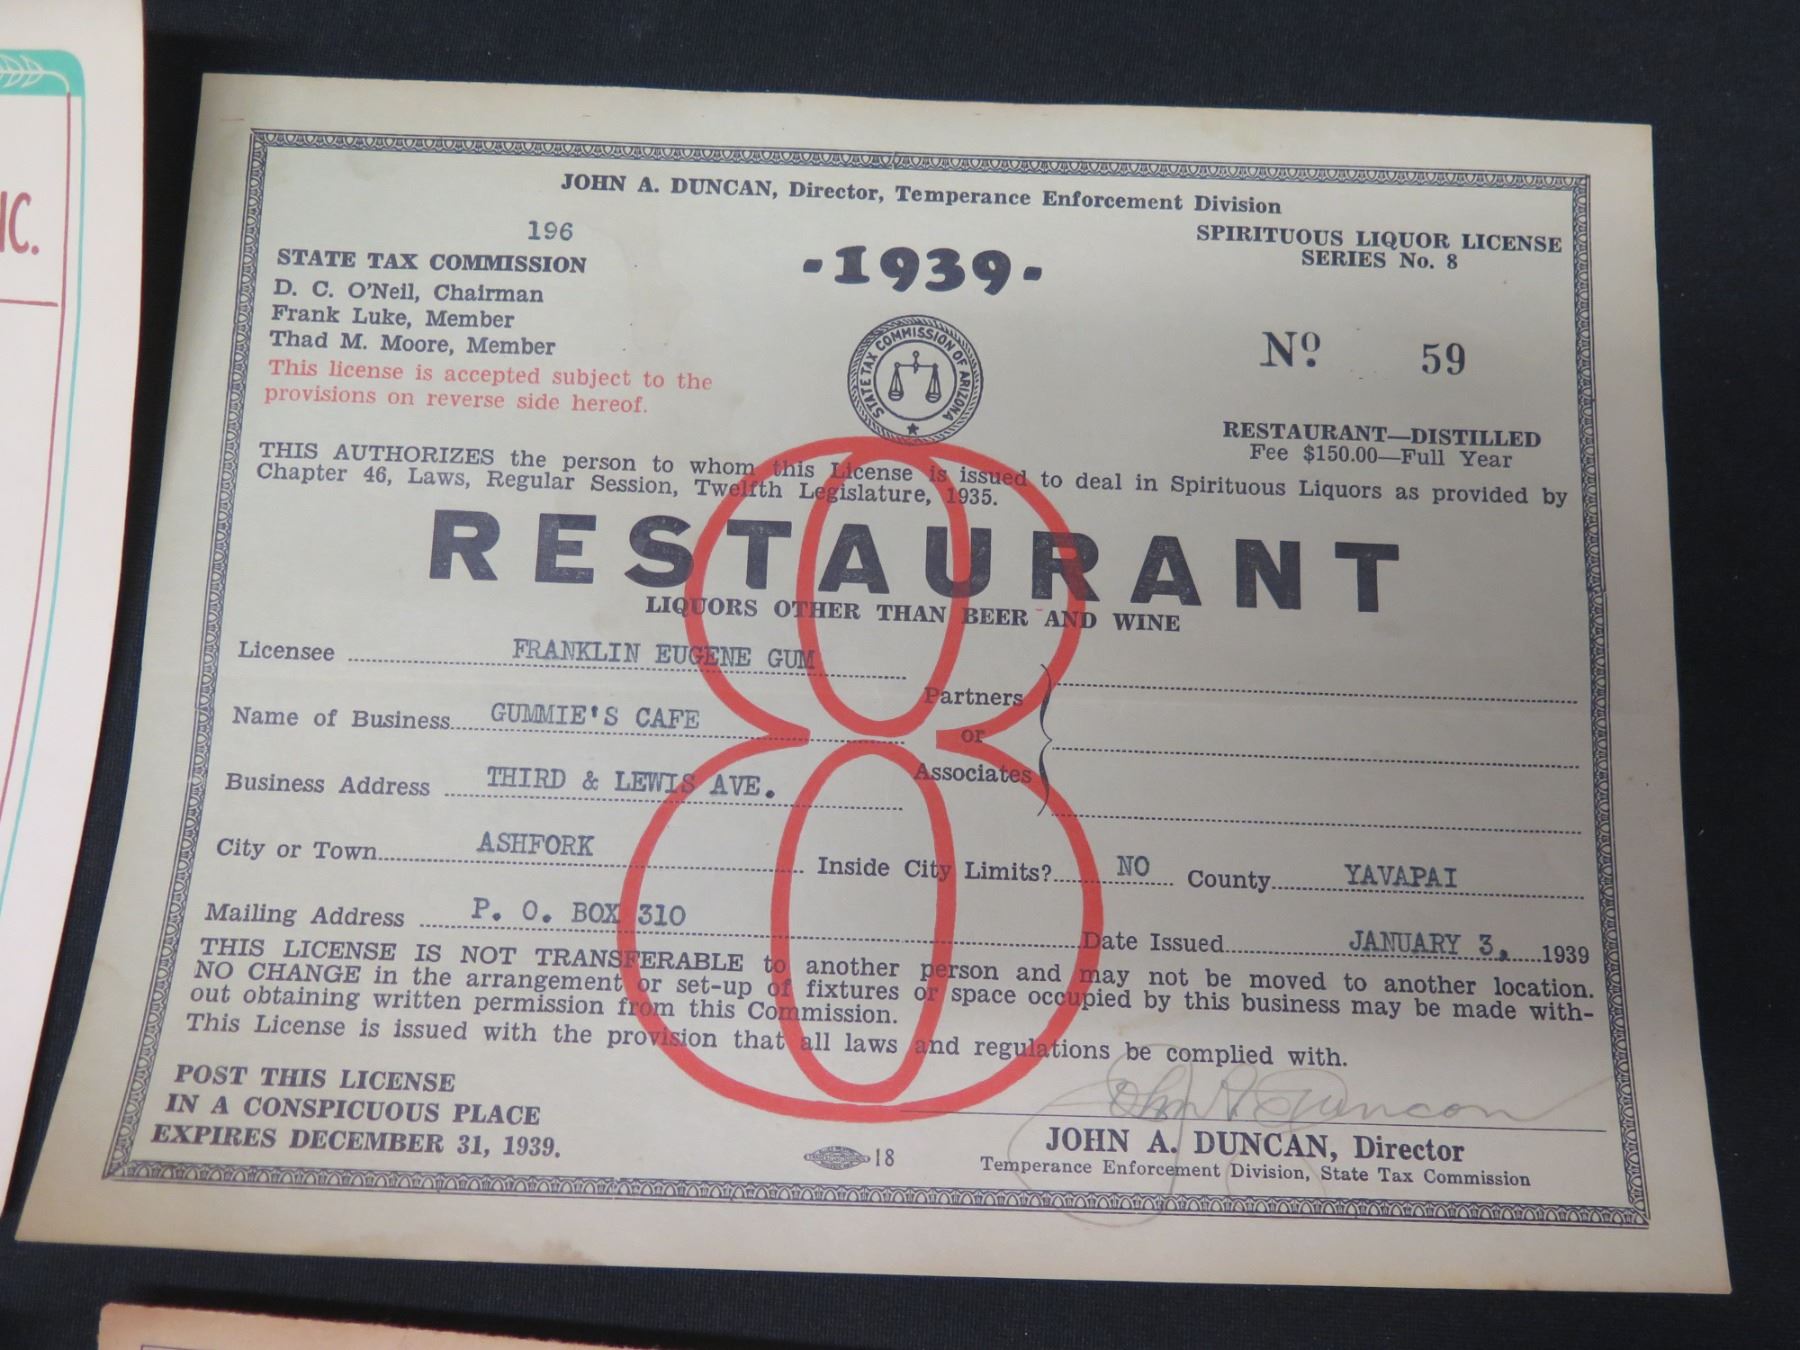 IC.
JOHN A. DUNCAN, Director, Temperance Enforcement Division
196
STATE TAX COMMISSION
D. C. O'Neil, Chairman
Frank Luke, Member
Thad M. Moore, Member
This license is accepted subject to the
provisions on reverse side hereof.
-1939-
STATE TAX COMMISSION OF ARIZONA
SPIRITUOUS LIQUOR LICENSE
SERIES No. 8
No. 59
RESTAURANT—DISTILLED
Fee $150.00—Full Year
THIS AUTHORIZES the person to whom this License is issued to deal in Spirituous Liquors as provided by
Chapter 46, Laws, Regular Session, Twelfth Legislature, 1935.
8
RESTAURANT
LIQUORS OTHER THAN BEER AND WINE
Licensee FRANKLIN EUGENE GUM
Name of Business GUMMIE'S CAFE
Partners
or
Associates
Business Address THIRD & LEWIS AVE.
City or Town ASHFORK Inside City Limits? NO County YAVAPAI
Mailing Address P. O. BOX 310 Date Issued JANUARY 3, 1939
THIS LICENSE IS NOT TRANSFERABLE to another person and may not be moved to another location.
NO CHANGE in the arrangement or set-up of fixtures or space occupied by this business may be made with-
out obtaining written permission from this Commission.
This License is issued with the provision that all laws and regulations be complied with.
POST THIS LICENSE
IN A CONSPICUOUS PLACE
EXPIRES DECEMBER 31, 1939.
18
John A. Duncan
JOHN A. DUNCAN, Director
Temperance Enforcement Division, State Tax Commission